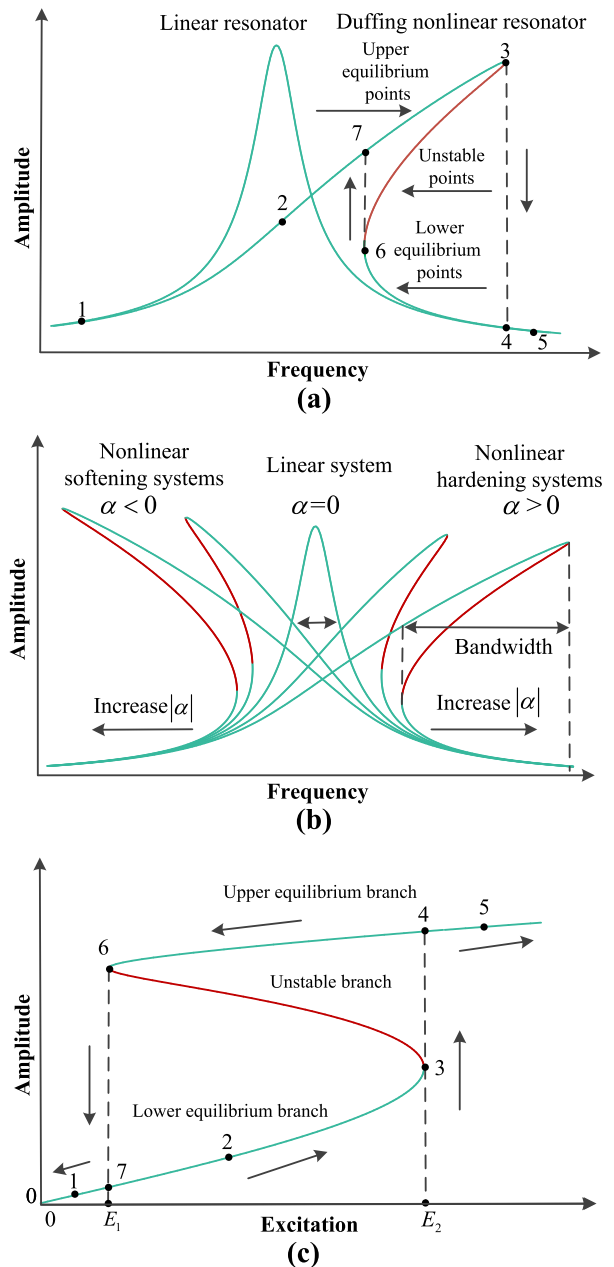 Linear resonator
Duffing nonlinear resonator
Upper
equilibrium
points
3
7
Unstable
points
2
Lower
equilibrium
points
6
1
4
5
Amplitude
Frequency
(a)
Nonlinear
softening systems
α < 0
Linear system
α=0
Nonlinear
hardening systems
α > 0
Bandwidth
Increase|α|
Increase |α|
Amplitude
Frequency
(b)
Upper equilibrium branch
4
5
6
Unstable branch
3
Lower equilibrium branch
2
1
7
0
0
E1
E2
Amplitude
Excitation
(c)